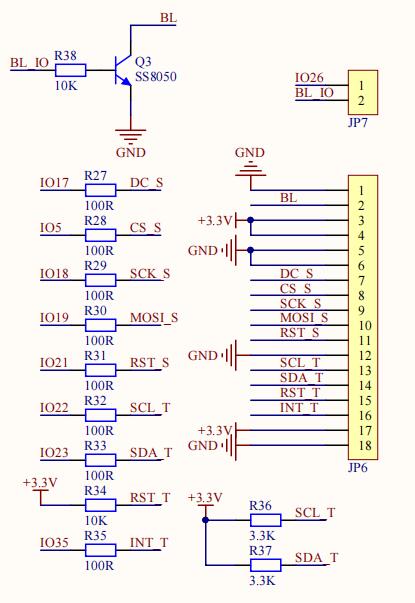 BL
BL_IO
R38
10K
Q3
SS8050
GND
IO26
BL_IO
1
2
JP7
IO17
R27
100R
DC_S
IO5
R28
100R
CS_S
IO18
R29
100R
SCK_S
IO19
R30
100R
MOSI_S
IO21
R31
100R
RST_S
IO22
R32
100R
SCL_T
IO23
R33
100R
SDA_T
+3.3V
R34
10K
RST_T
IO35
R35
100R
INT_T
GND
1
BL
2
+3.3V
3
4
GND
5
6
DC_S
7
CS_S
8
SCK_S
9
MOSI_S
10
RST_S
11
GND
12
SCL_T
13
SDA_T
14
RST_T
15
INT_T
16
+3.3V
17
GND
18
JP6
+3.3V
R36
3.3K
SCL_T
R37
3.3K
SDA_T